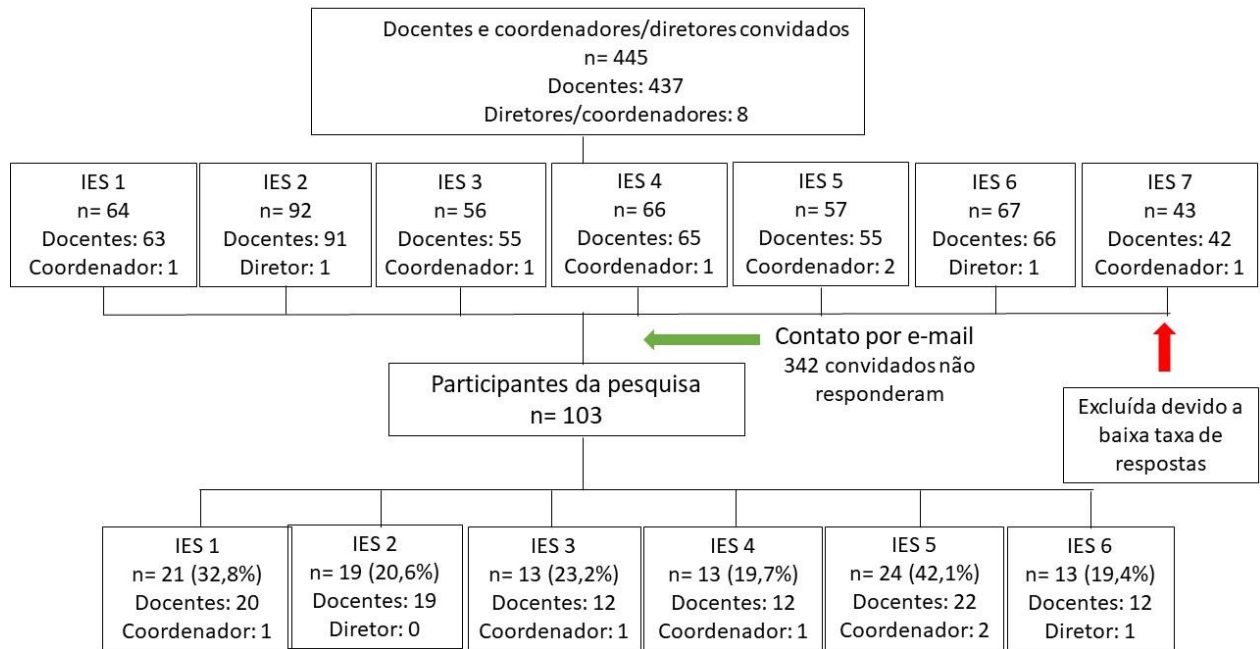 Docentes e coordenadores/diretores convidados
n= 445
Docentes: 437
Diretores/coordenadores: 8
IES 1
n= 64
Docentes: 63
Coordenador: 1
IES 2
n= 92
Docentes: 91
Diretor: 1
IES 3
n= 56
Docentes: 55
Coordenador: 1
IES 4
n= 66
Docentes: 65
Coordenador: 1
IES 5
n= 57
Docentes: 55
Coordenador: 2
IES 6
n= 67
Docentes: 66
Diretor: 1
IES 7
n= 43
Docentes: 42
Coordenador: 1
Contato por e-mail
342 convidados não
responderam
Participantes da pesquisa
n= 103
Excluída devido a
baixa taxa de
respostas
IES 1
n= 21 (32,8%)
Docentes: 20
Coordenador: 1
IES 2
n= 19 (20,6%)
Docentes: 19
Diretor: 0
IES 3
n= 13 (23,2%)
Docentes: 12
Coordenador: 1
IES 4
n= 13 (19,7%)
Docentes: 12
Coordenador: 1
IES 5
n= 24 (42,1%)
Docentes: 22
Coordenador: 2
IES 6
n= 13 (19,4%)
Docentes: 12
Diretor: 1